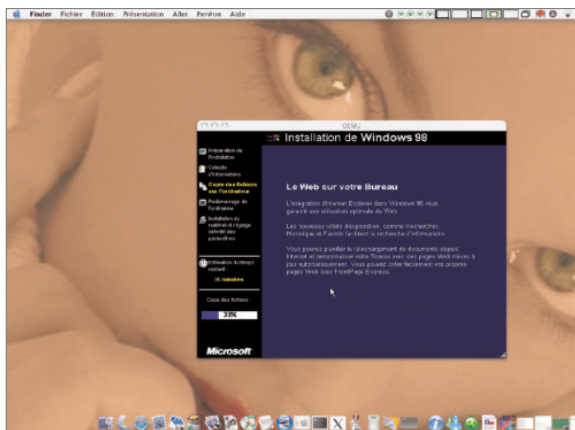 Finder Fichier Edition Présentation Aller Fenêtre Aide
QEMU
Installation de Windows 98
Préparation de
l'installation
Collecte
d'informations
Copie des fichiers
sur l'ordinateur
Redémarrage de
l'ordinateur
Installation du
matériel et réglage
définitif des
paramètres
Estimation du temps
restant :
31 minutes
Copie des fichiers :
Microsoft
Le Web sur votre Bureau
L'intégration d'Internet Explorer dans Windows 98 vous
garantit une utilisation optimale du Web.
Les nouveaux volets d'exploration, comme Rechercher,
Historique et Favoris facilitent la recherche d'informations.
Vous pouvez planifier le téléchargement de documents depuis
Internet et personnaliser votre Bureau avec des pages Web mises à
jour automatiquement. Vous pouvez créer facilement vos propres
pages Web avec FrontPage Express.